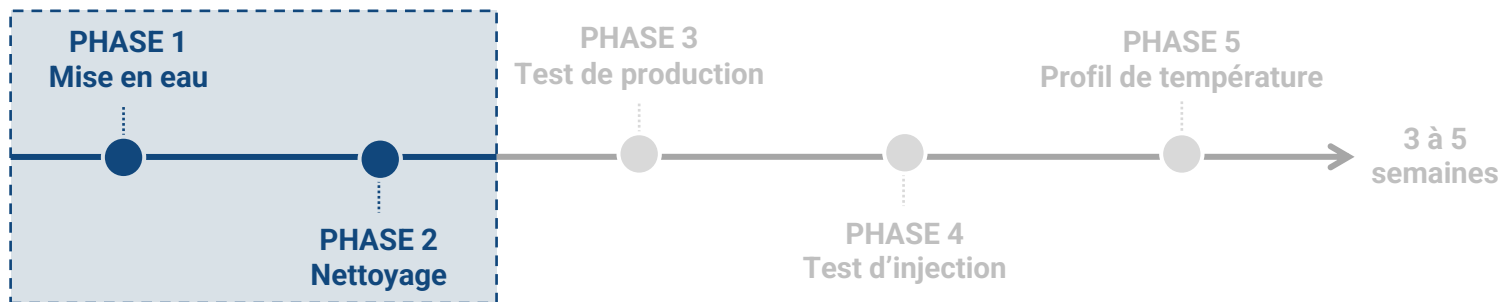 PHASE 1
Mise en eau
PHASE 2
Nettoyage
PHASE 3
Test de production
PHASE 4
Test d’injection
PHASE 5
Profil de température
3 à 5
semaines